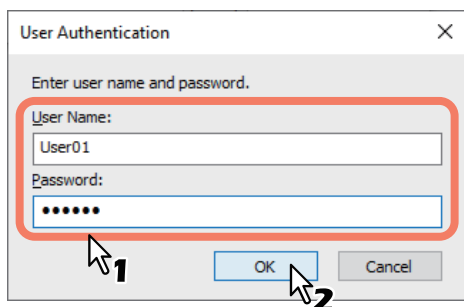 User Authentication
Enter user name and password.
User Name:
User01
Password:
●●●●●●
1
OK
Cancel
2